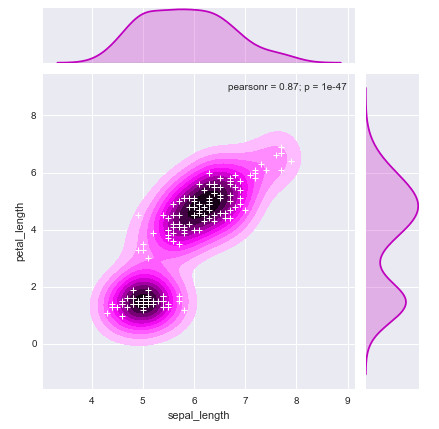 pearsonr = 0.87; p = 1e-47
8
6
4
2
0
petal_length
4 5 6 7 8 9
sepal_length